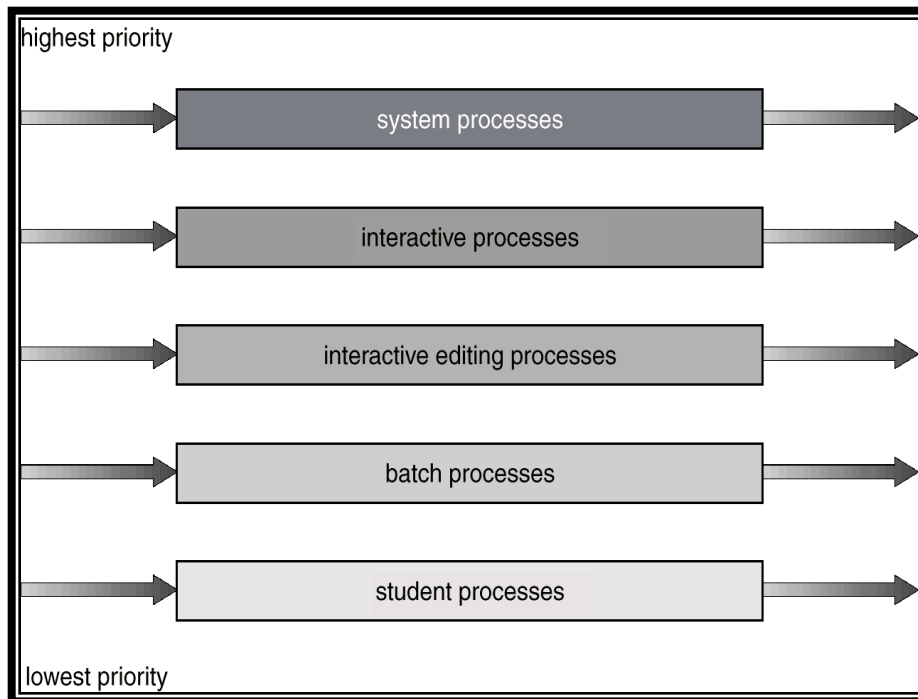 highest priority
system processes
interactive processes
interactive editing processes
batch processes
student processes
lowest priority